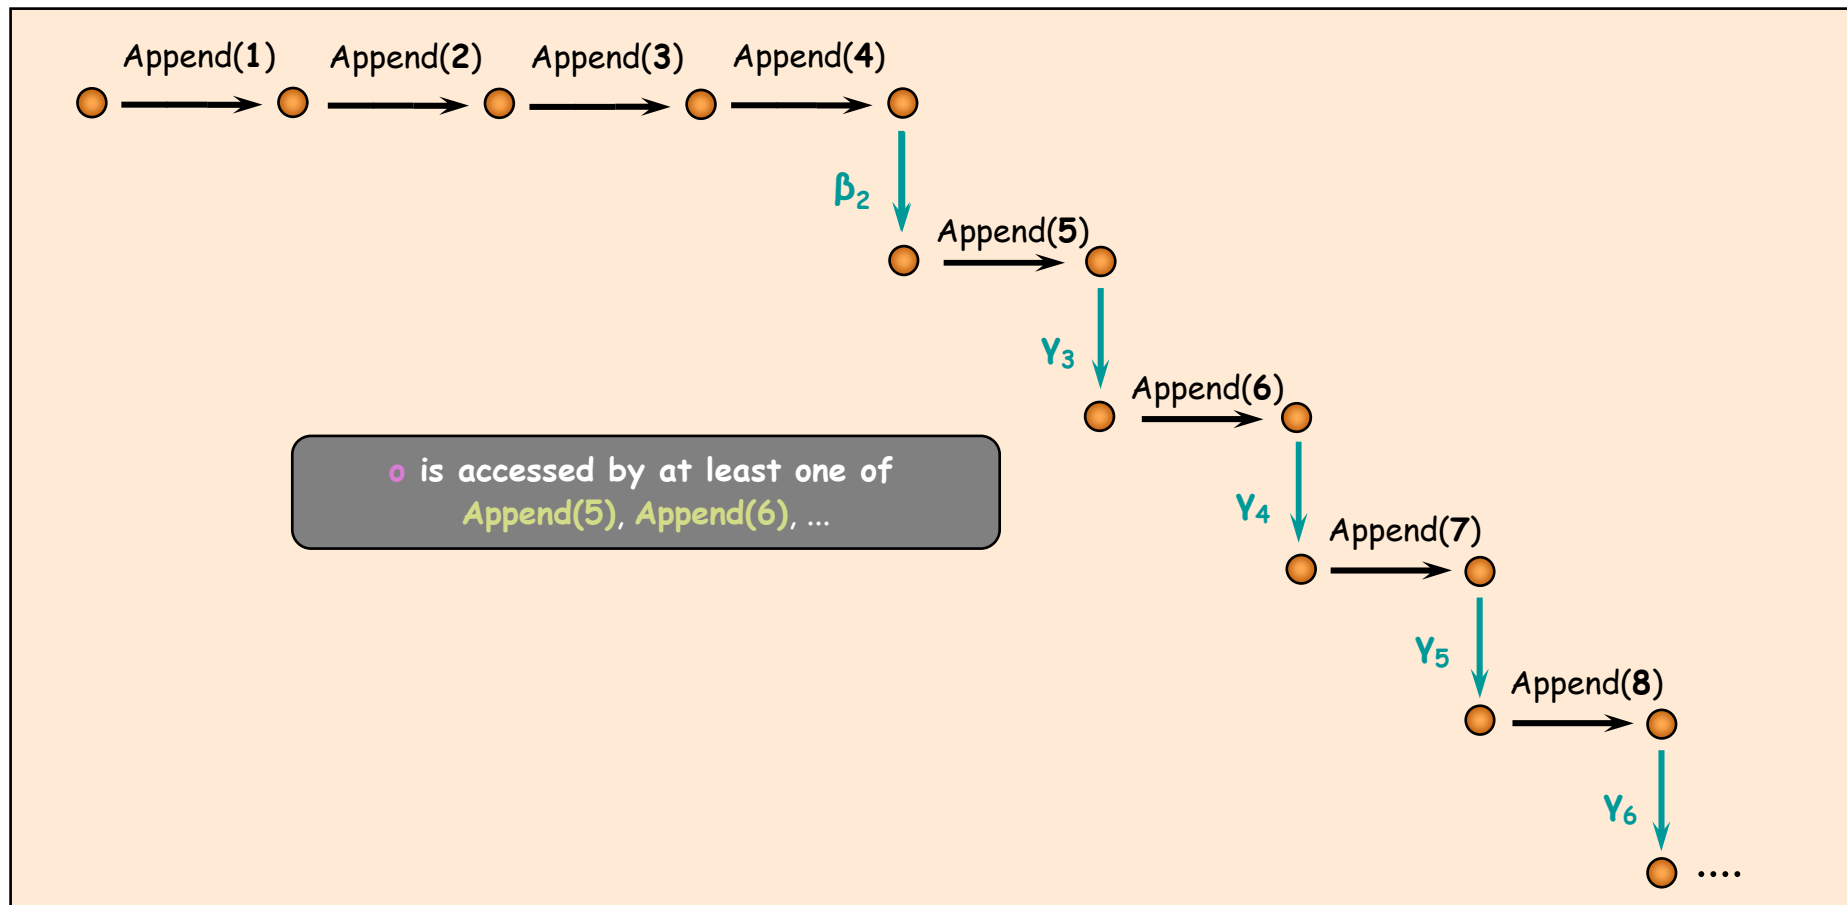 Append(1) Append(2) Append(3) Append(4)
β2
Append(5)
γ3
Append(6)
o is accessed by at least one of
Append(5), Append(6), ...
γ4
Append(7)
γ5
Append(8)
γ6
....